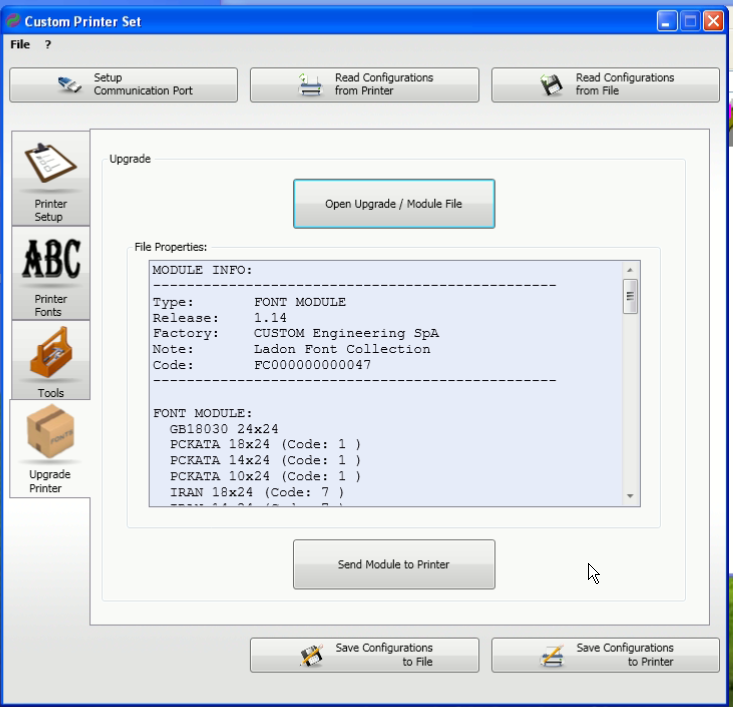 Custom Printer Set
File ?
Setup
Communication Port
Read Configurations
from Printer
Read Configurations
from File
Printer
Setup
ABC
Printer
Fonts
Tools
FONTS
Upgrade
Printer
Upgrade
Open Upgrade / Module File
File Properties:
MODULE INFO:
------------------------------------------------
Type: FONT MODULE
Release: 1.14
Factory: CUSTOM Engineering SpA
Note: Ladon Font Collection
Code: FC000000000047
------------------------------------------------
FONT MODULE:
GB18030 24x24
PCKATA 18x24 (Code: 1 )
PCKATA 14x24 (Code: 1 )
PCKATA 10x24 (Code: 1 )
IRAN 18x24 (Code: 7 )
Send Module to Printer
Save Configurations
to File
Save Configurations
to Printer